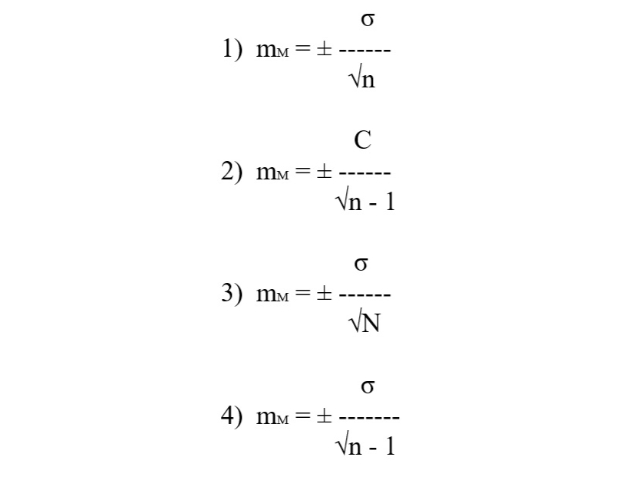 σ
1) mм = ± ------
√n
C
2) mм = ± ------
√n - 1
σ
3) mм = ± ------
√N
σ
4) mм = ± -------
√n - 1